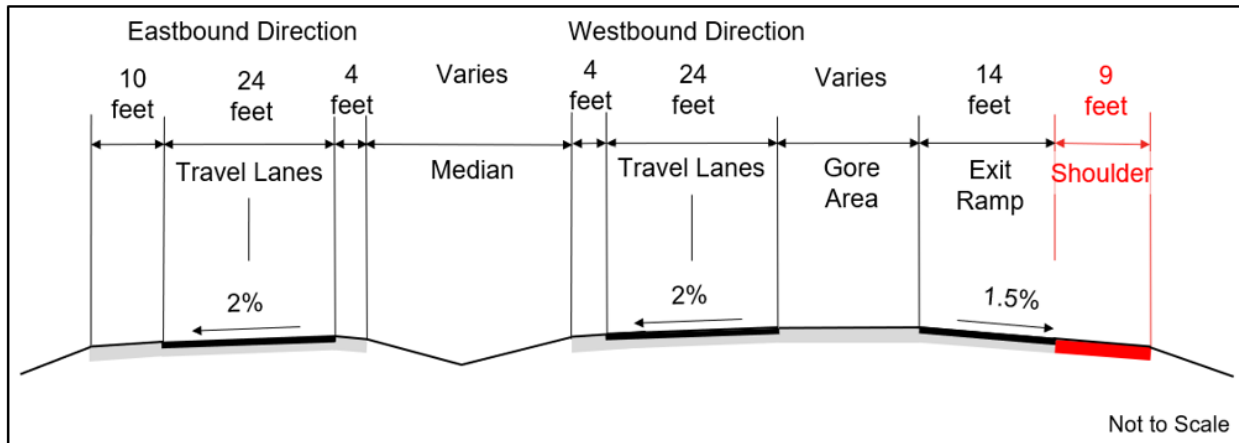 Eastbound Direction
Westbound Direction
10
feet
24
feet
4
feet
Varies
4
feet
24
feet
Varies
14
feet
9
feet
Travel Lanes
Median
Travel Lanes
Gore
Area
Exit
Ramp
Shoulder
2%
2%
1.5%
Not to Scale